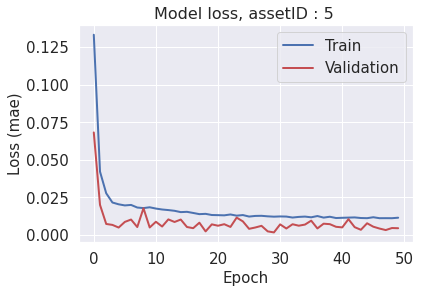 Model loss, assetID : 5
Train
Validation
Loss (mae)
0.125
0.100
0.075
0.050
0.025
0.000
0 10 20 30 40 50
Epoch